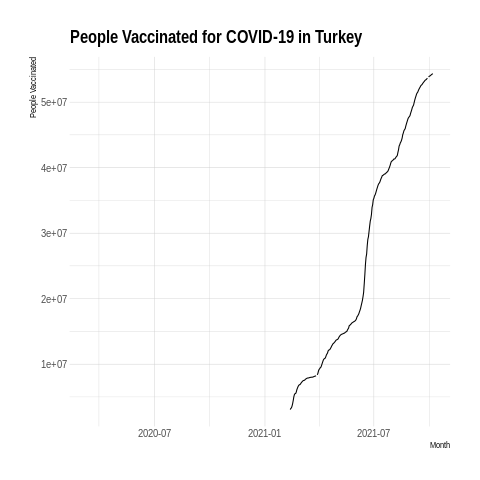 People Vaccinated for COVID-19 in Turkey
People Vaccinated
5e+07
4e+07
3e+07
2e+07
1e+07
2020-07 2021-01 2021-07
Month